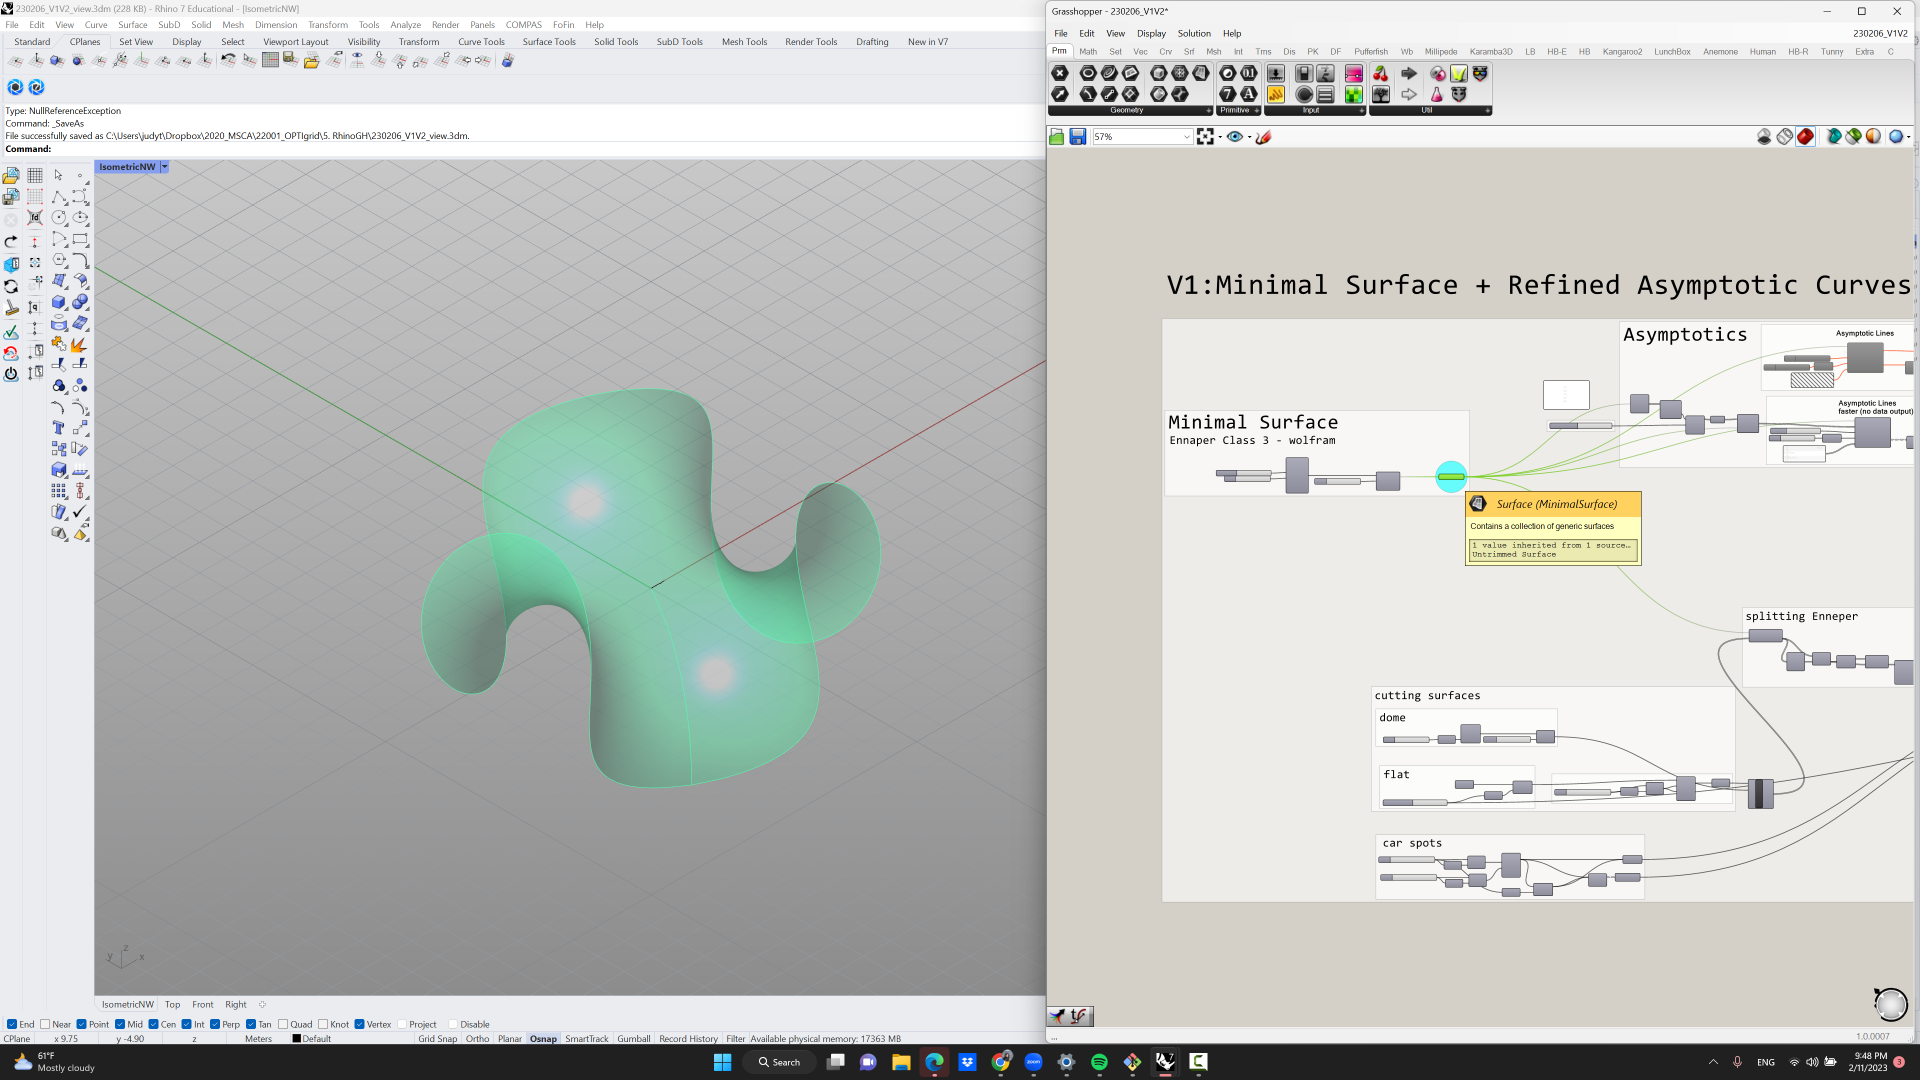 230206_V1V2_view.3dm (228 KB) - Rhino 7 Educational - [IsometricNW]
File Edit View Curve Surface SubD Solid Mesh Dimension Transform Tools Analyze Render Panels COMPAS FoFin Help
Standard CPlanes Set View Display Select Viewport Layout Visibility Transform Curve Tools Surface Tools Solid Tools SubD Tools Mesh Tools Render Tools Drafting New in V7
Type: NullReferenceException
Command: _SaveAs
File successfully saved as C:\Users\judyt\Dropbox\2020_MSCA\22001_OPTIgrid\5. RhinoGH\230206_V1V2_view.3dm.
Command:
IsometricNW
z
y
x
IsometricNW Top Front Right
End Near Point Mid Cen Int Perp Tan Quad Knot Vertex Project Disable
CPlane x 9.75 y -4.90 z Meters Default Grid Snap Ortho Planar Osnap SmartTrack Gumball Record History Filter Available physical memory: 17363 MB
Grasshopper - 230206_V1V2*
File Edit View Display Solution Help
230206_V1V2
Prm Math Set Vec Crv Srf Msh Int Trns Dis PK DF Pufferfish Wb Millipede Karamba3D LB HB-E HB Kangaroo2 LunchBox Anemone Human HB-R Tunny Extra C
Geometry Primitive Input Util
57%
V1:Minimal Surface + Refined Asymptotic Curves
Asymptotics
Asymptotic Lines
Asymptotic Lines
faster (no data output)
Minimal Surface
Ennaper Class 3 - wolfram
Surface (MinimalSurface)
Contains a collection of generic surfaces
1 value inherited from 1 source…
Untrimmed Surface
splitting Enneper
cutting surfaces
dome
flat
car spots
...
1.0.0007
61°F
Mostly cloudy
Search
ENG
9:48 PM
2/11/2023
3